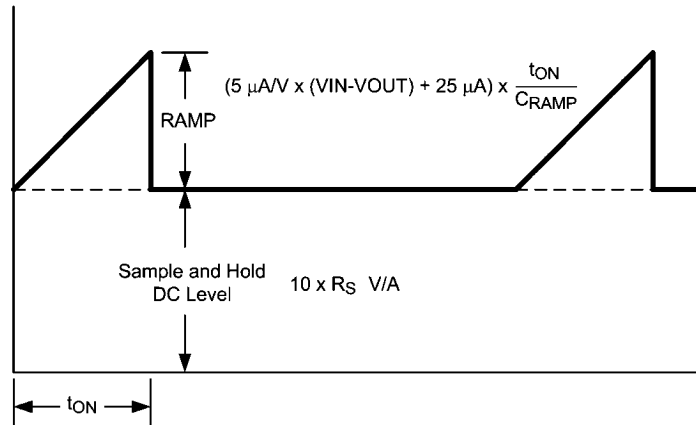 (5 μA/V x (VIN-VOUT) + 25 μA) x tON / CRAMP
RAMP
Sample and Hold
DC Level
10 x RS V/A
tON